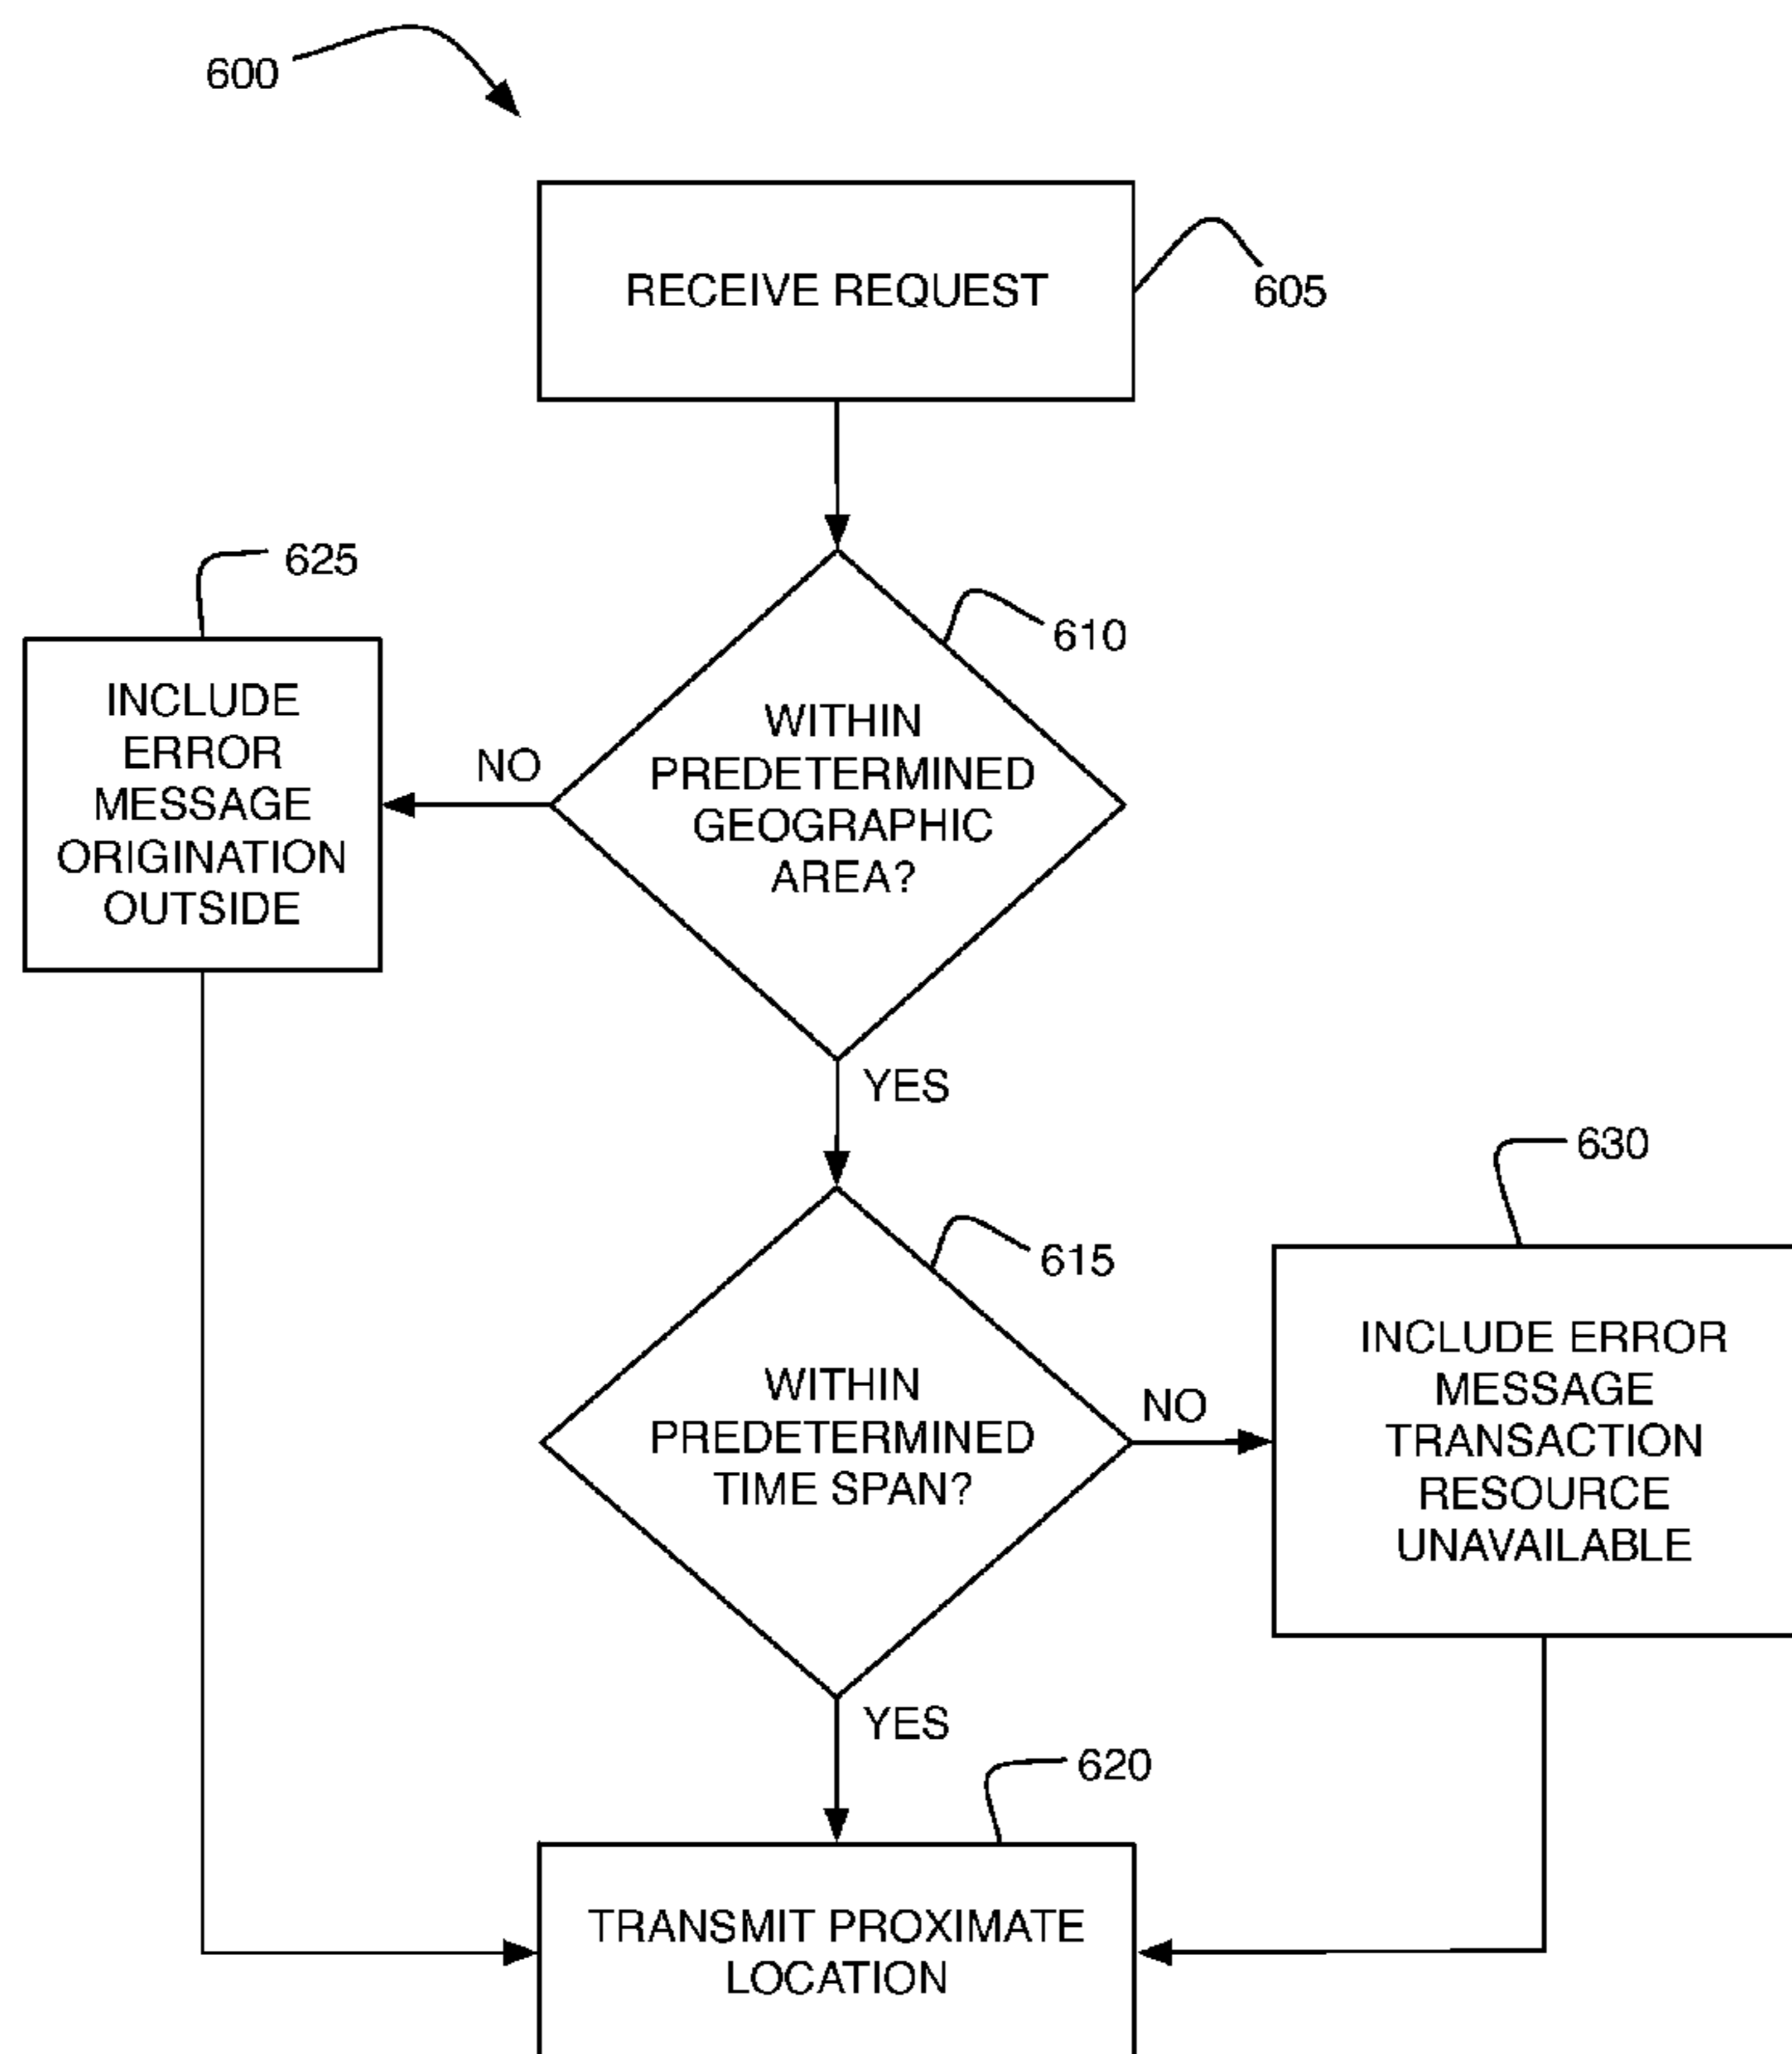 600
RECEIVE REQUEST
605
625
610
INCLUDE
ERROR
MESSAGE
ORIGINATION
OUTSIDE
NO
WITHIN
PREDETERMINED
GEOGRAPHIC
AREA?
YES
630
615
WITHIN
PREDETERMINED
TIME SPAN?
NO
INCLUDE ERROR
MESSAGE
TRANSACTION
RESOURCE
UNAVAILABLE
YES
620
TRANSMIT PROXIMATE
LOCATION